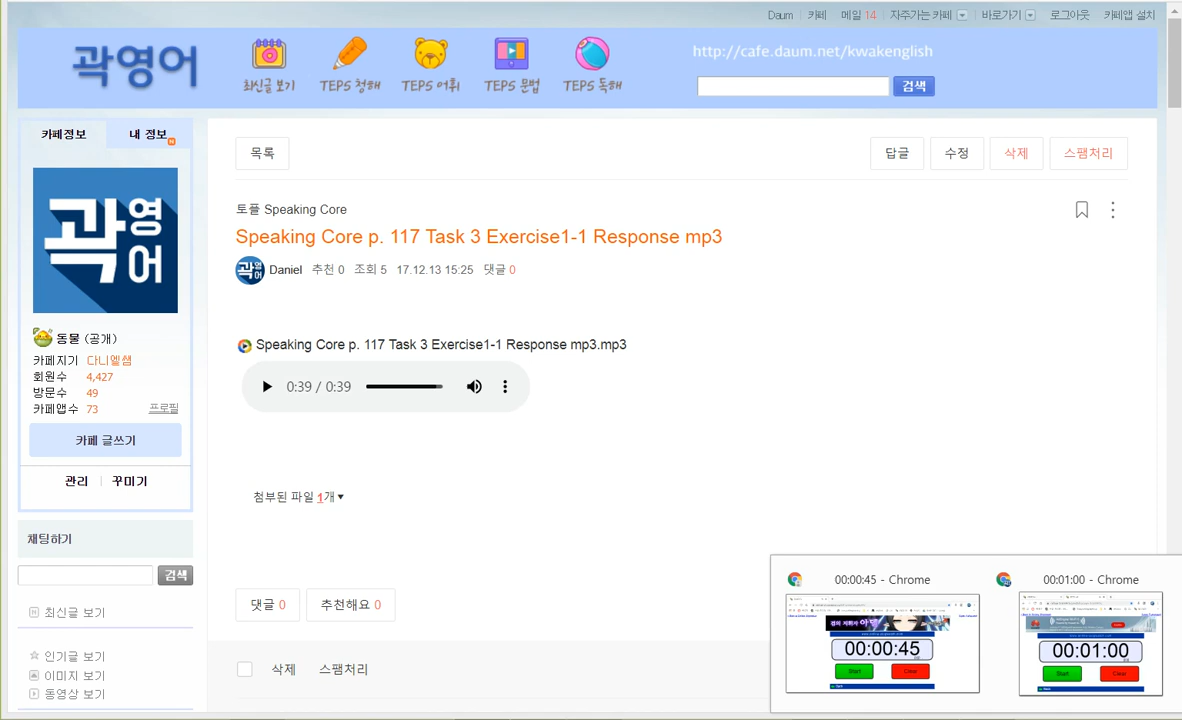 Daum 카페 메일 14 자주가는 카페 바로가기 로그아웃 카페앱 설치
곽영어
최신글 보기 TEPS 청해 TEPS 어휘 TEPS 문법 TEPS 독해
http://cafe.daum.net/kwakenglish
검색
카페정보 내 정보
곽영어
동물 (공개)
카페지기 다니엘쌤
회원수 4,427
방문수 49
카페앱수 73 프로필
카페 글쓰기
관리 꾸미기
채팅하기
검색
최신글 보기
인기글 보기
이미지 보기
동영상 보기
목록 답글 수정 삭제 스팸처리
토플 Speaking Core
Speaking Core p. 117 Task 3 Exercise1-1 Response mp3
Daniel 추천 0 조회 5 17.12.13 15:25 댓글 0
Speaking Core p. 117 Task 3 Exercise1-1 Response mp3.mp3
0:39 / 0:39
첨부된 파일 1개▼
댓글 0 추천해요 0
삭제 스팸처리
00:00:45 - Chrome
00:00:45
Start Clear
00:01:00 - Chrome
00:01:00
Start Clear